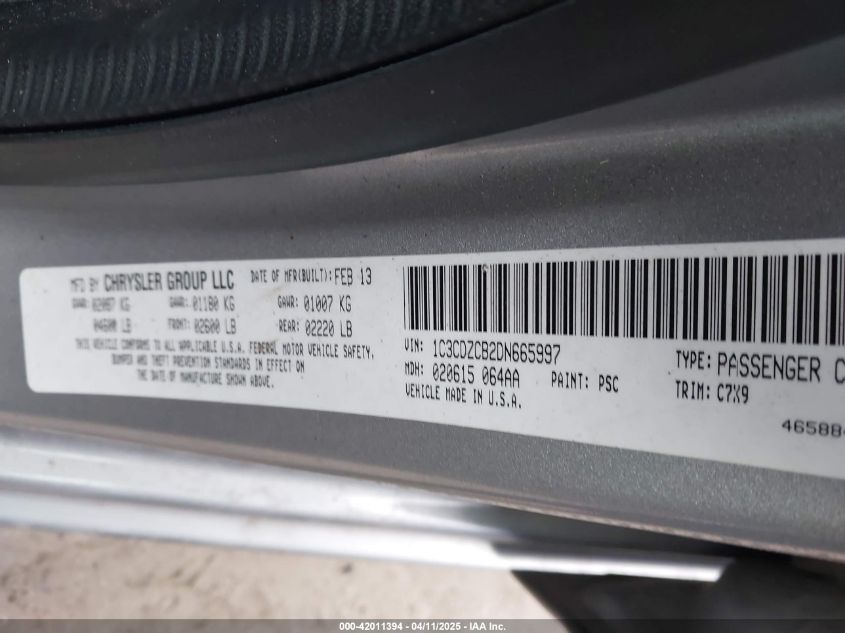 MFD BY CHRYSLER GROUP LLC DATE OF MFR(BUILT): FEB 13
GAWR: 01180 KG GAWR: 01007 KG
04600 LB FRONT: 02600 LB REAR: 02220 LB
THIS VEHICLE CONFORMS TO ALL APPLICABLE U.S.A. FEDERAL MOTOR VEHICLE SAFETY,
BUMPER AND THEFT PREVENTION STANDARDS IN EFFECT ON
THE DATE OF MANUFACTURE SHOWN ABOVE.
VIN: 1C3CDZCB2DN665997 TYPE: PASSENGER C
MDH: 020615 064AA PAINT: PSC TRIM: C7X9
VEHICLE MADE IN U.S.A.
46588
000-42011394 - 04/11/2025 - IAA Inc.